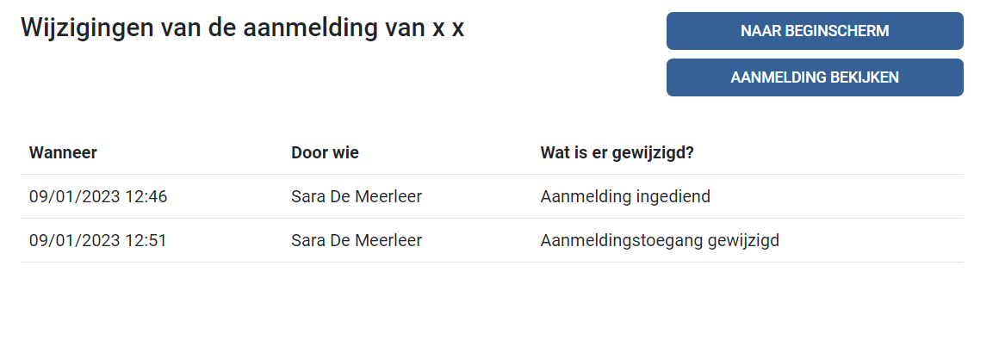 Wijzigingen van de aanmelding van x x
NAAR BEGINSCHERM
AANMELDING BEKIJKEN
Wanneer Door wie Wat is er gewijzigd?
09/01/2023 12:46 Sara De Meerleer Aanmelding ingediend
09/01/2023 12:51 Sara De Meerleer Aanmeldingstoegang gewijzigd